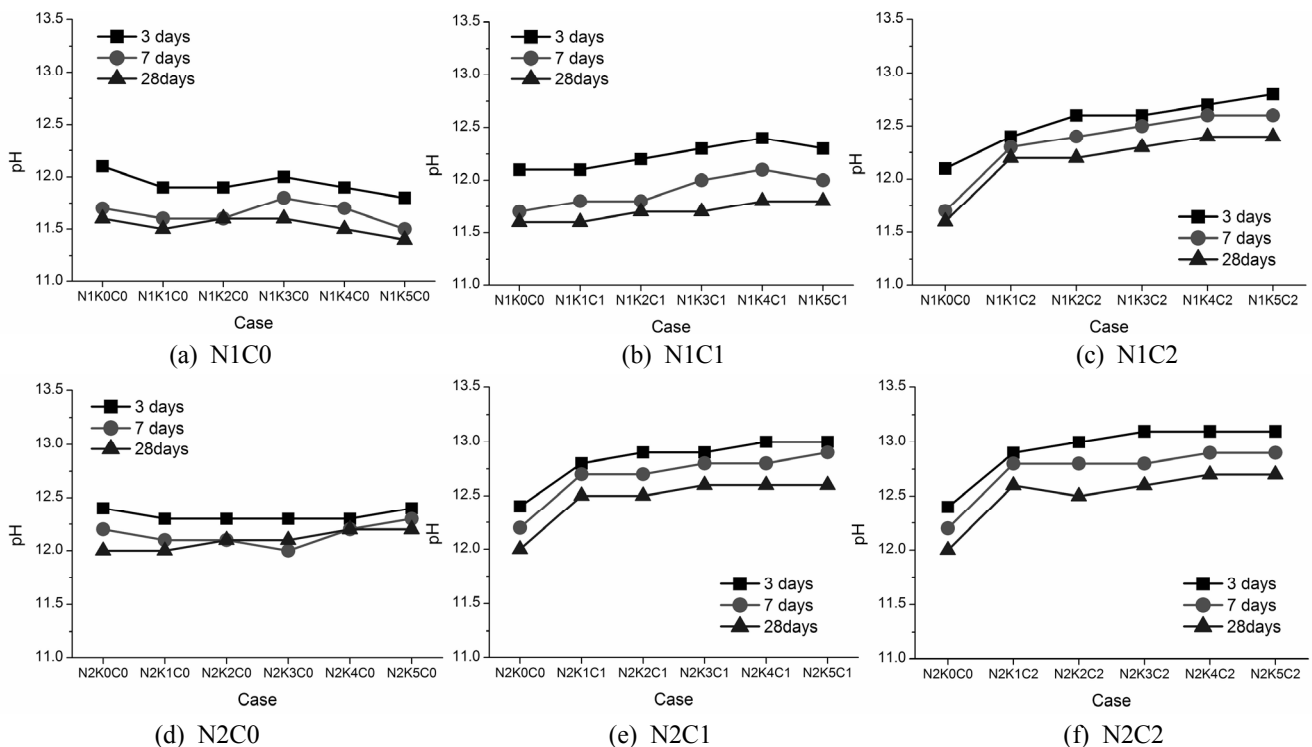 13.5
13.0
12.5
12.0
11.5
11.0
pH
3 days
7 days
28days
N1K0C0 N1K1C0 N1K2C0 N1K3C0 N1K4C0 N1K5C0
Case
(a) N1C0
13.5
13.0
12.5
12.0
11.5
11.0
pH
3 days
7 days
28days
N1K0C0 N1K1C1 N1K2C1 N1K3C1 N1K4C1 N1K5C1
Case
(b) N1C1
13.5
13.0
12.5
12.0
11.5
11.0
pH
3 days
7 days
28days
N1K0C0 N1K1C2 N1K2C2 N1K3C2 N1K4C2 N1K5C2
Case
(c) N1C2
13.5
13.0
12.5
12.0
11.5
11.0
pH
3 days
7 days
28days
N2K0C0 N2K1C0 N2K2C0 N2K3C0 N2K4C0 N2K5C0
Case
(d) N2C0
13.5
13.0
12.5
12.0
11.5
11.0
pH
3 days
7 days
28days
N2K0C0 N2K1C1 N2K2C1 N2K3C1 N2K4C1 N2K5C1
Case
(e) N2C1
13.5
13.0
12.5
12.0
11.5
11.0
pH
3 days
7 days
28days
N2K0C0 N2K1C2 N2K2C2 N2K3C2 N2K4C2 N2K5C2
Case
(f) N2C2